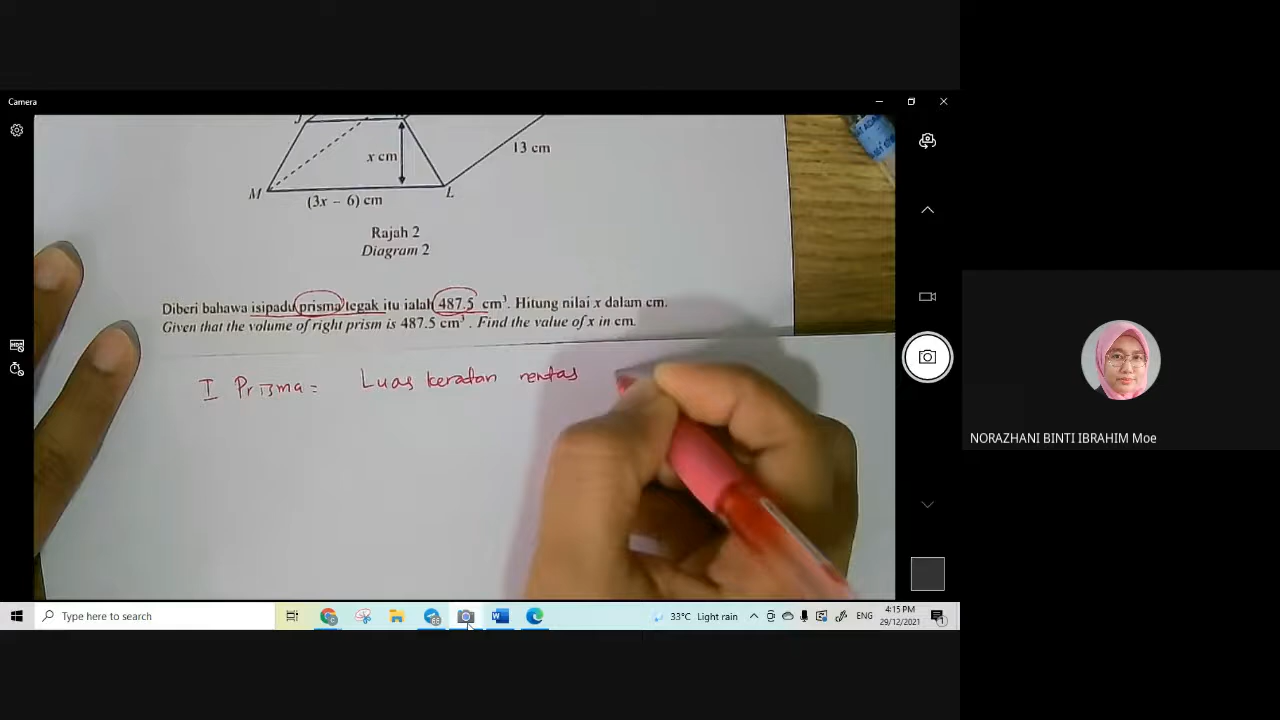 Camera
J
x cm
13 cm
M
L
(3x – 6) cm
Rajah 2
Diagram 2
Diberi bahawa isipadu prisma tegak itu ialah 487.5 cm³. Hitung nilai x dalam cm.
Given that the volume of right prism is 487.5 cm³ . Find the value of x in cm.
I Prisma = Luas keratan rentas
NORAZHANI BINTI IBRAHIM Moe
Type here to search
33°C Light rain
ENG
4:15 PM
29/12/2021